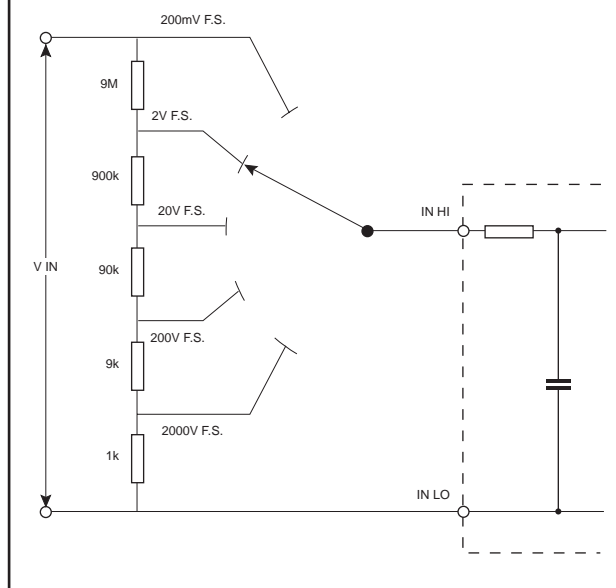 200mV F.S.
9M
2V F.S.
900k
20V F.S.
IN HI
V IN
90k
200V F.S.
9k
2000V F.S.
1k
IN LO